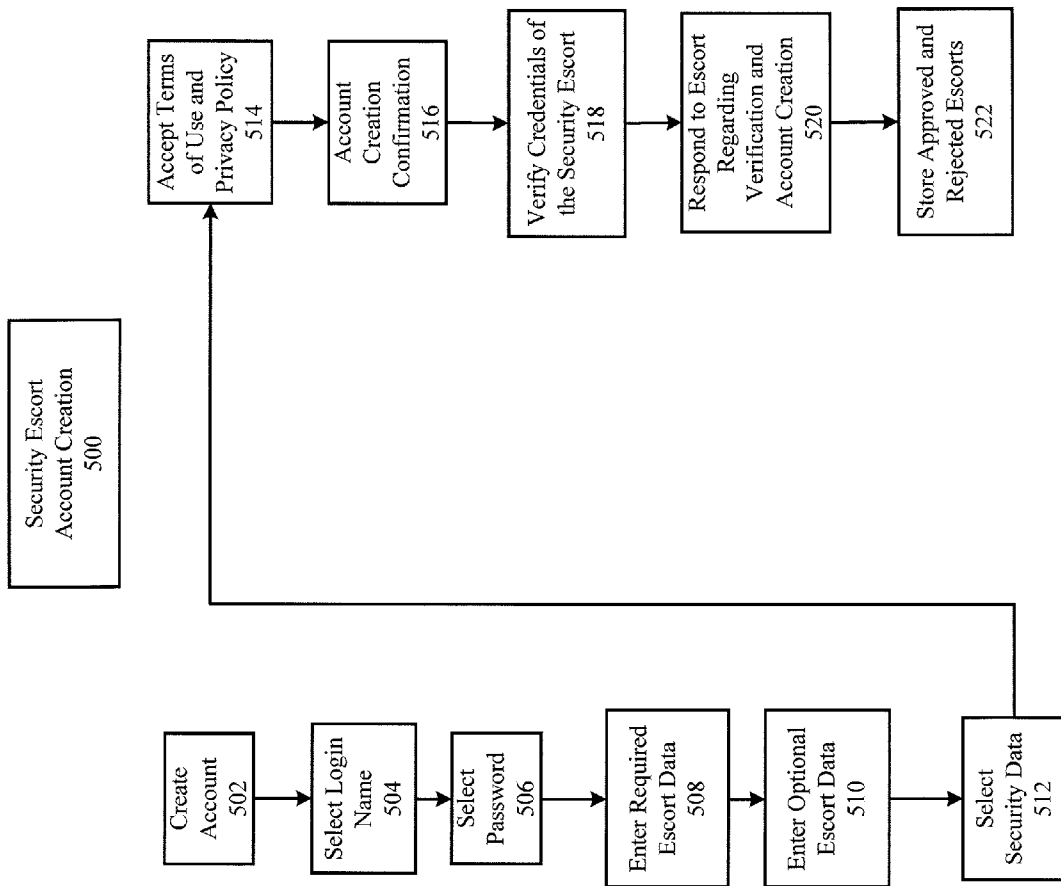 Security Escort
Account Creation
500
Create
Account
502
Select Login
Name
504
Select
Password
506
Enter Required
Escort Data
508
Enter Optional
Escort Data
510
Select
Security Data
512
Accept Terms
of Use and
Privacy Policy
514
Account
Creation
Confirmation
516
Verify Credentials of
the Security Escort
518
Respond to Escort
Regarding
Verification and
Account Creation
520
Store Approved and
Rejected Escorts
522